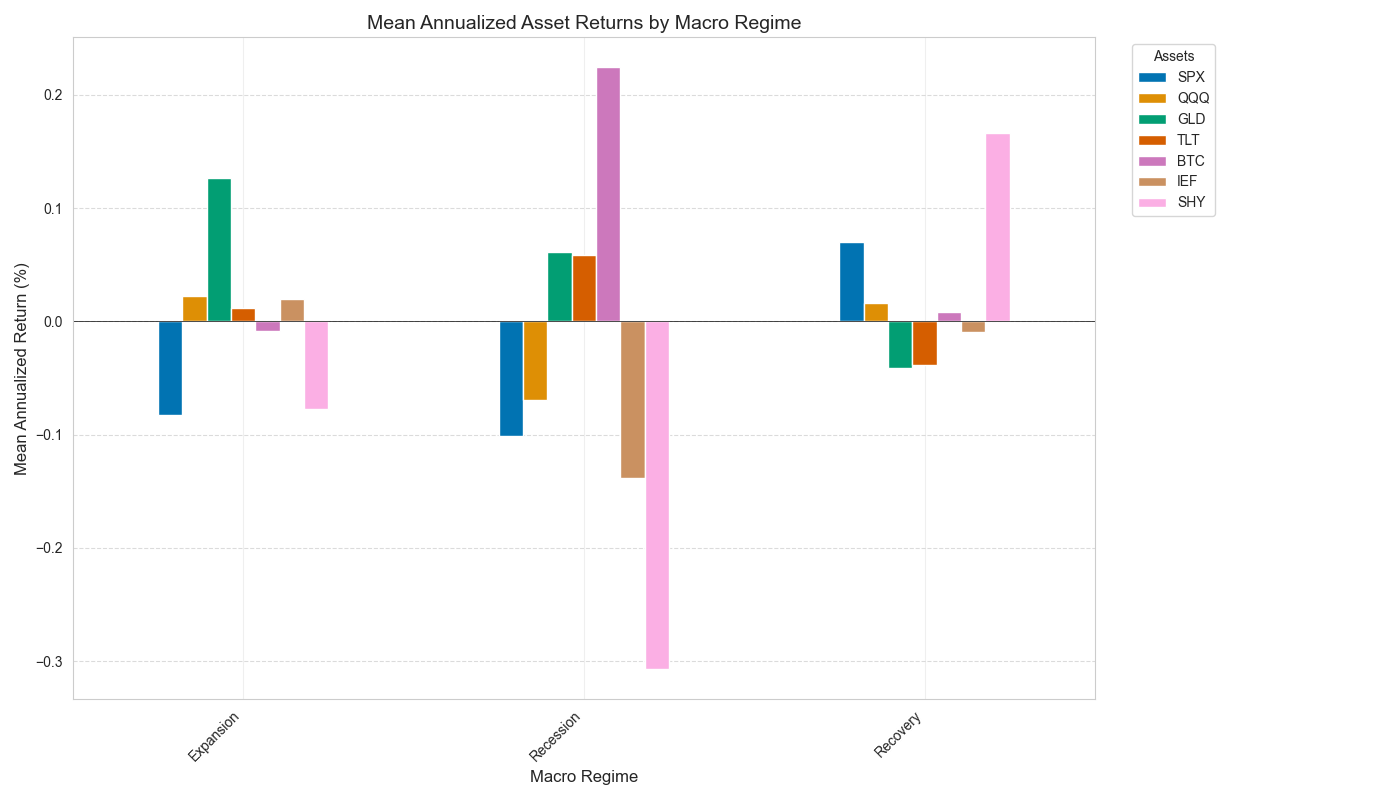 Mean Annualized Asset Returns by Macro Regime
Assets
SPX
QQQ
GLD
TLT
BTC
IEF
SHY
Mean Annualized Return (%)
0.2
0.1
0.0
−0.1
−0.2
−0.3
Expansion
Recession
Recovery
Macro Regime